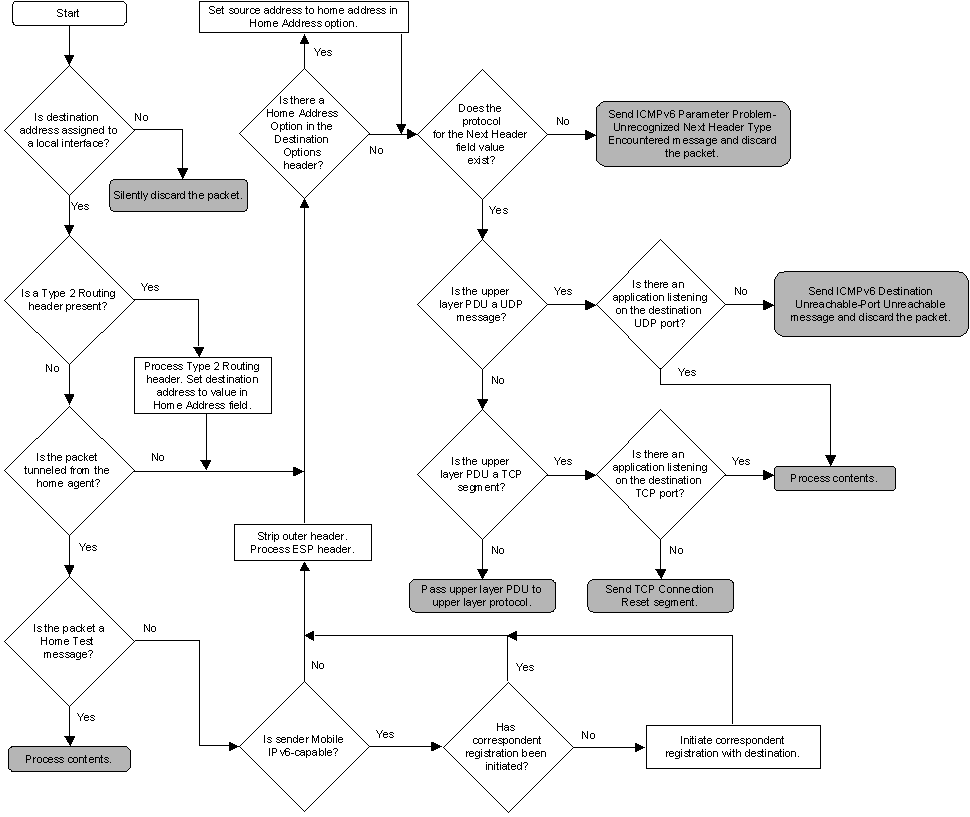 Start
Is destination
address assigned to
a local interface?
No
Silently discard the packet.
Yes
Is a Type 2 Routing
header present?
Yes
Process Type 2 Routing
header. Set destination
address to value in
Home Address field.
No
Is the packet
tunneled from the
home agent?
No
Yes
Is the packet a
Home Test
message?
No
Yes
Process contents.
Is sender Mobile
IPv6-capable?
No
Yes
Has
correspondent
registration been
initiated?
Yes
No
Initiate correspondent
registration with destination.
Strip outer header.
Process ESP header.
Is there a
Home Address
Option in the
Destination
Options
header?
Yes
Set source address to home address in
Home Address option.
No
Does the
protocol
for the Next Header
field value
exist?
No
Send ICMPv6 Parameter Problem-
Unrecognized Next Header Type
Encountered message and discard
the packet.
Yes
Is the upper
layer PDU a UDP
message?
Yes
Is there an
application listening
on the destination
UDP port?
No
Send ICMPv6 Destination
Unreachable-Port Unreachable
message and discard the packet.
Yes
No
Is the upper
layer PDU a TCP
segment?
Yes
Is there an
application listening
on the destination
TCP port?
Yes
Process contents.
No
Pass upper layer PDU to
upper layer protocol.
No
Send TCP Connection
Reset segment.